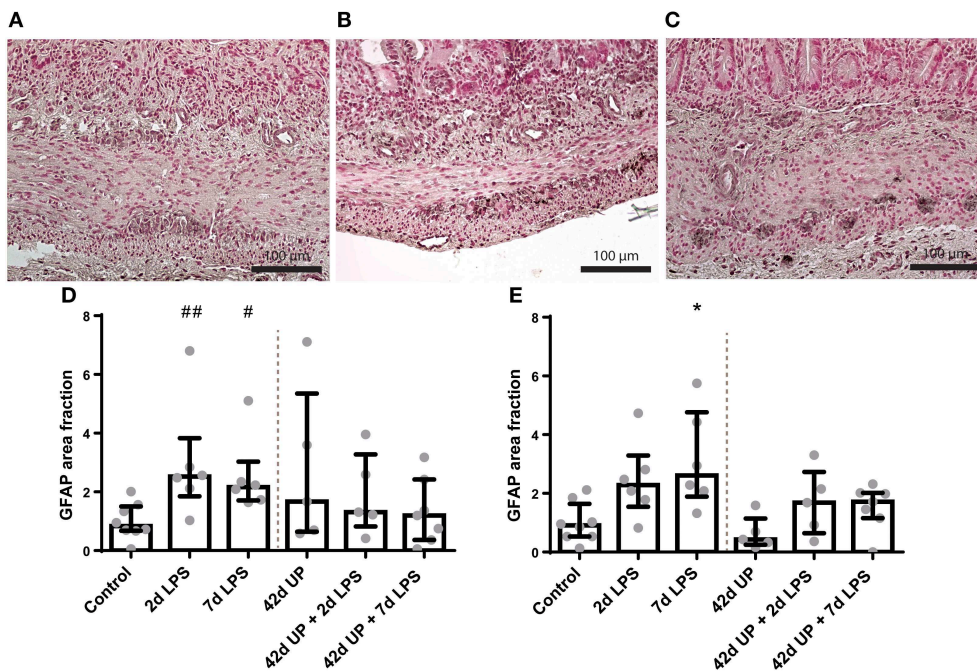 A
B
C
100 μm
100 μm
100 μm
D
##
#
GFAP area fraction
8
6
4
2
0
Control
2d LPS
7d LPS
42d UP
42d UP + 2d LPS
42d UP + 7d LPS
E
*
GFAP area fraction
8
6
4
2
0
Control
2d LPS
7d LPS
42d UP
42d UP + 2d LPS
42d UP + 7d LPS